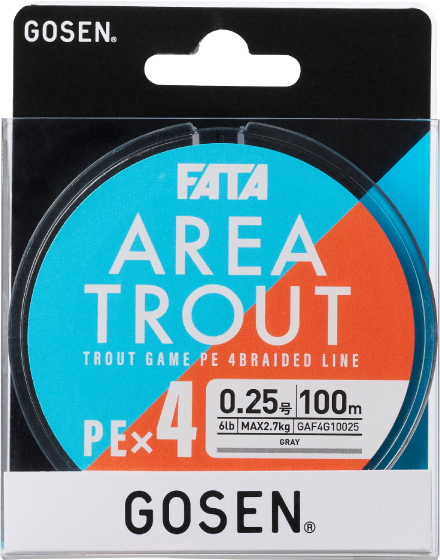 GOSEN®
FATA
AREA
TROUT
TROUT GAME PE 4BRAIDED LINE
PE×4
0.25号 100m
6lb MAX2.7kg GAF4G10025
GRAY
GOSEN®